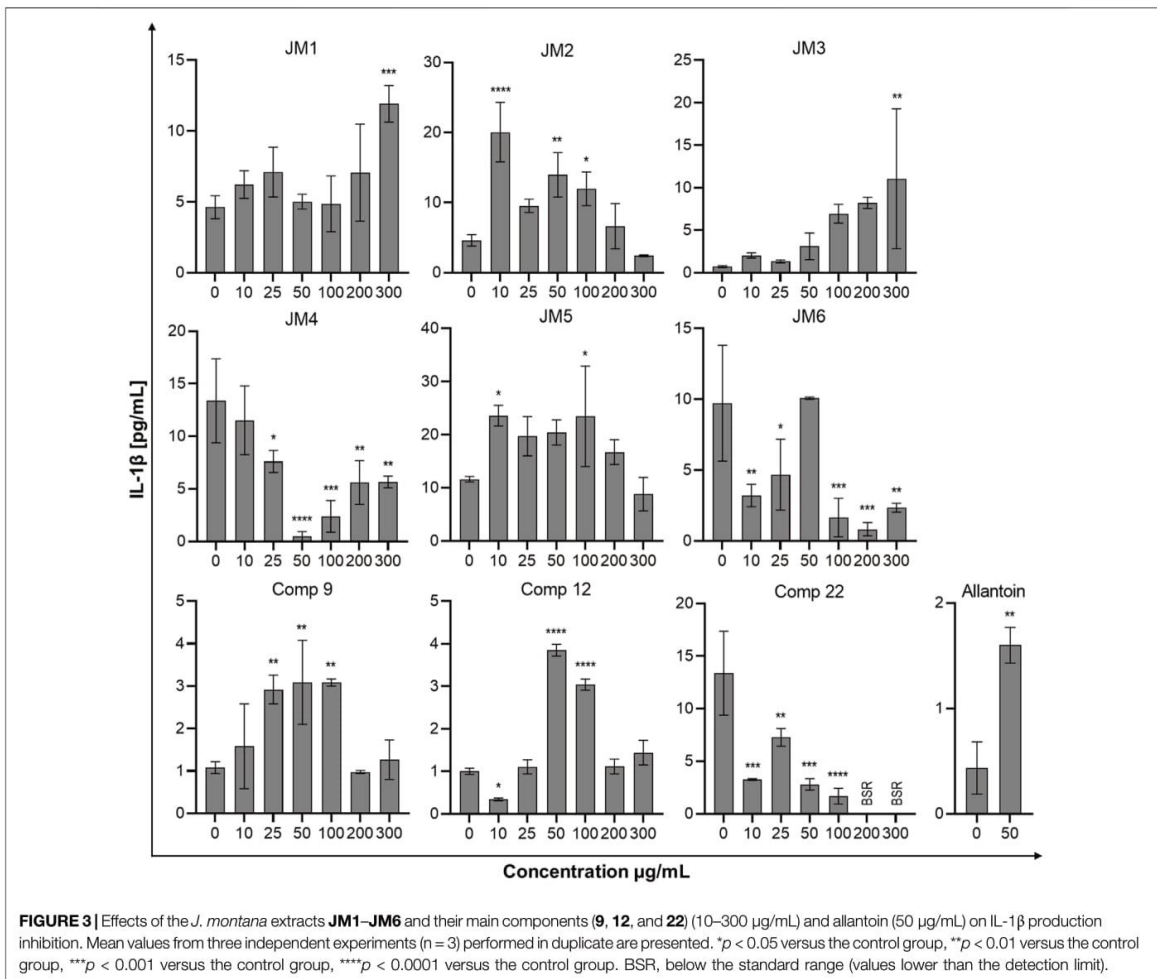 JM1
15
10
5
0
***
0 10 25 50 100 200 300
JM2
30
20
10
0
****
**
*
0 10 25 50 100 200 300
JM3
25
20
15
10
5
0
**
0 10 25 50 100 200 300
IL-1β [pg/mL]
JM4
20
15
10
5
0
*
****
***
**
**
0 10 25 50 100 200 300
JM5
40
30
20
10
0
*
*
0 10 25 50 100 200 300
JM6
15
10
5
0
**
*
***
***
**
0 10 25 50 100 200 300
Comp 9
5
4
3
2
1
0
**
**
**
0 10 25 50 100 200 300
Comp 12
5
4
3
2
1
0
*
****
****
0 10 25 50 100 200 300
Comp 22
20
15
10
5
0
***
**
***
****
BSR
BSR
0 10 25 50 100 200 300
Allantoin
2
1
0
**
0 50
Concentration µg/mL
FIGURE 3 | Effects of the J. montana extracts JM1–JM6 and their main components (9, 12, and 22) (10–300 µg/mL) and allantoin (50 µg/mL) on IL-1β production
inhibition. Mean values from three independent experiments (n = 3) performed in duplicate are presented. *p < 0.05 versus the control group, **p < 0.01 versus the control
group, ***p < 0.001 versus the control group, ****p < 0.0001 versus the control group. BSR, below the standard range (values lower than the detection limit).